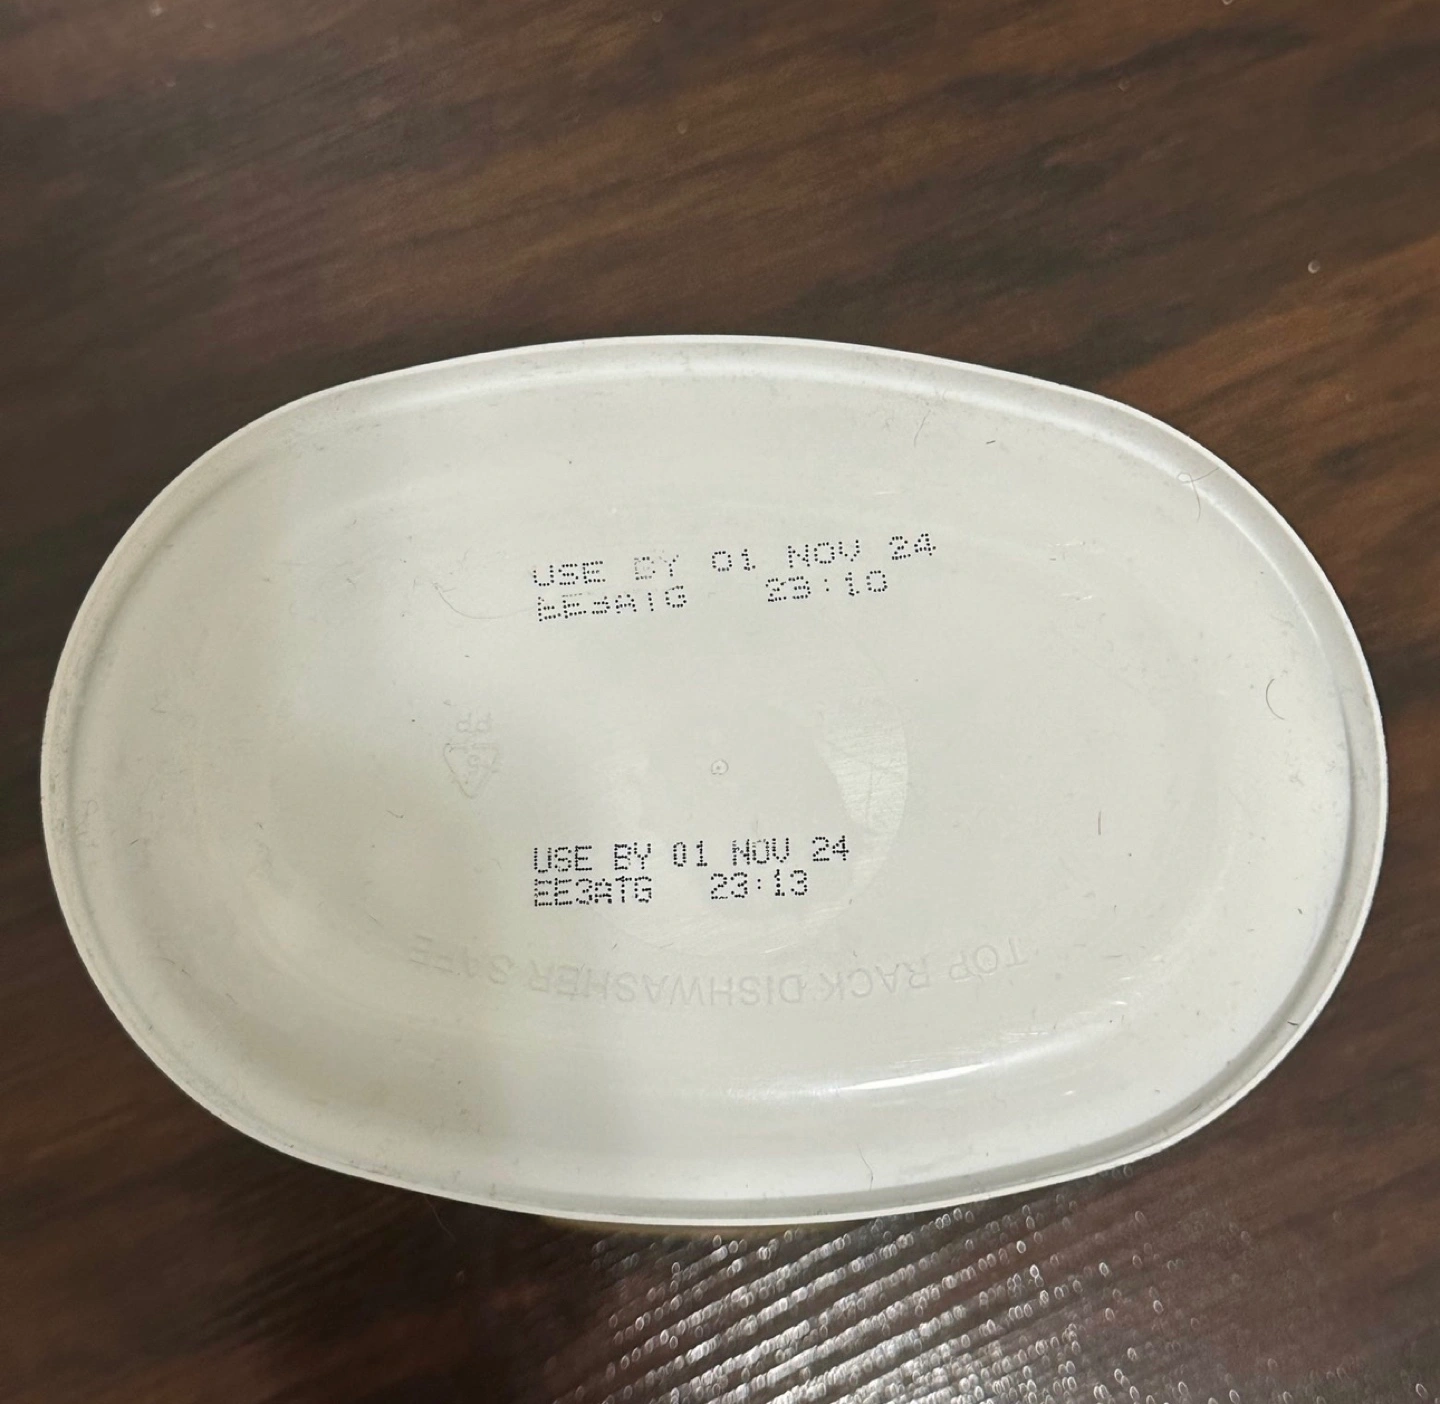 USE BY 01 NOV 24
EE3ATG 23:10
PP
USE BY 01 NOV 24
EE3ATG 23:13
TOP RACK DISHWASHER SAFE